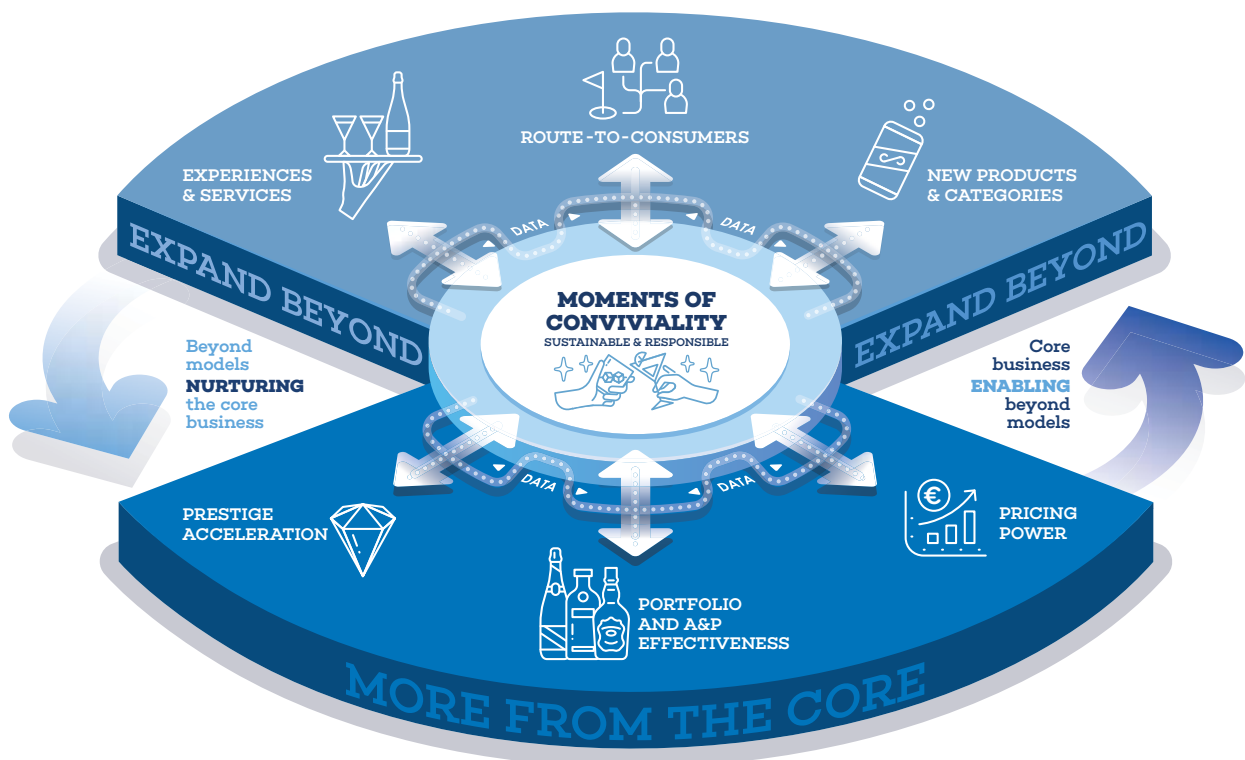 ROUTE-TO-CONSUMERS
EXPERIENCES
& SERVICES
NEW PRODUCTS
& CATEGORIES
DATA
DATA
EXPAND BEYOND
EXPAND BEYOND
MOMENTS OF
CONVIVIALITY
SUSTAINABLE & RESPONSIBLE
Beyond
models
NURTURING
the core
business
Core
business
ENABLING
beyond
models
DATA
DATA
PRESTIGE
ACCELERATION
€
PRICING
POWER
PORTFOLIO
AND A&P
EFFECTIVENESS
MORE FROM THE CORE